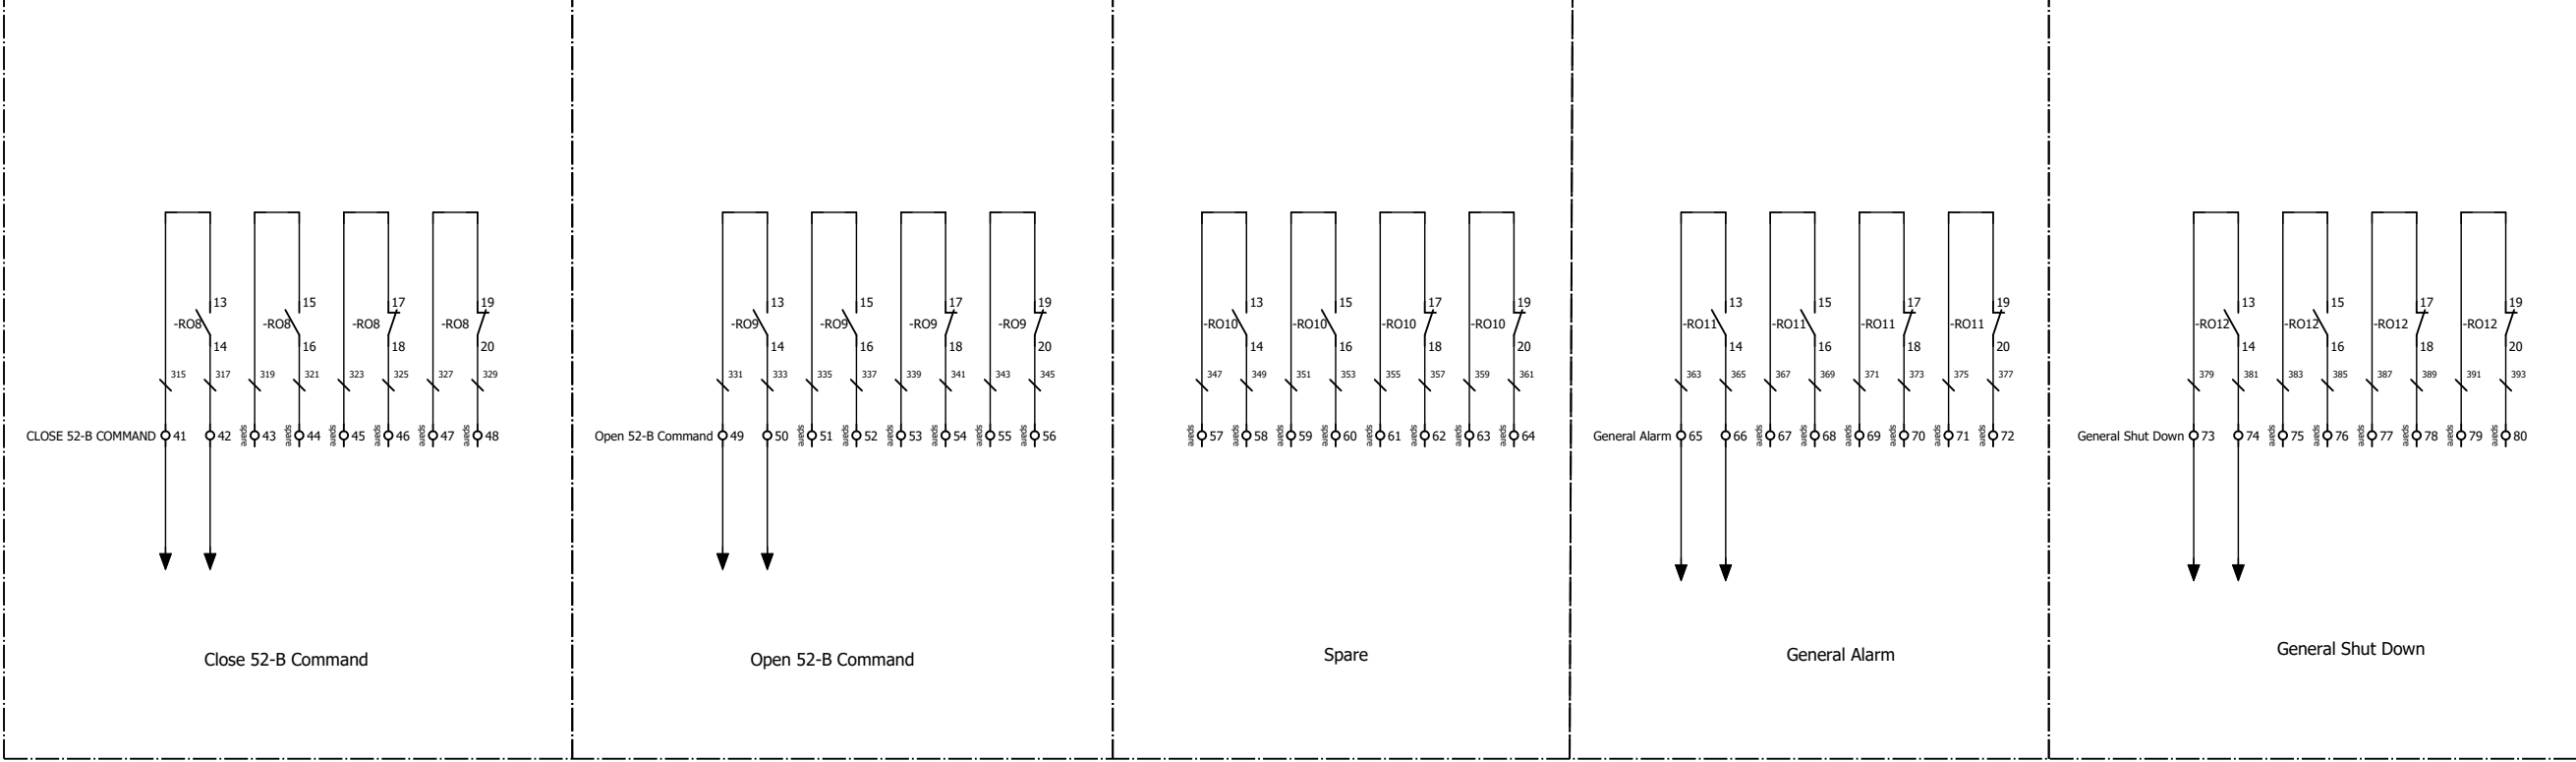 13 15 17 19 13 15 17 19 13 15 17 19 13 15 17 19 13 15 17 19
-RO8 -RO8 -RO8 -RO8 -RO9 -RO9 -RO9 -RO9 -RO10 -RO10 -RO10 -RO10 -RO11 -RO11 -RO11 -RO11 -RO12 -RO12 -RO12 -RO12
14 16 18 20 14 16 18 20 14 16 18 20 14 16 18 20 14 16 18 20
315 317 319 321 323 325 327 329 331 333 335 337 339 341 343 345 347 349 351 353 355 357 359 361 363 365 367 369 371 373 375 377 379 381 383 385 387 389 391 393
CLOSE 52-B COMMAND 41 42 spare 43 spare 44 spare 45 spare 46 spare 47 spare 48 Open 52-B Command 49 50 spare 51 spare 52 spare 53 spare 54 spare 55 spare 56 spare 57 spare 58 spare 59 spare 60 spare 61 spare 62 spare 63 spare 64 General Alarm 65 66 spare 67 spare 68 spare 69 spare 70 spare 71 spare 72 General Shut Down 73 74 spare 75 spare 76 spare 77 spare 78 spare 79 spare 80
Close 52-B Command Open 52-B Command Spare General Alarm General Shut Down